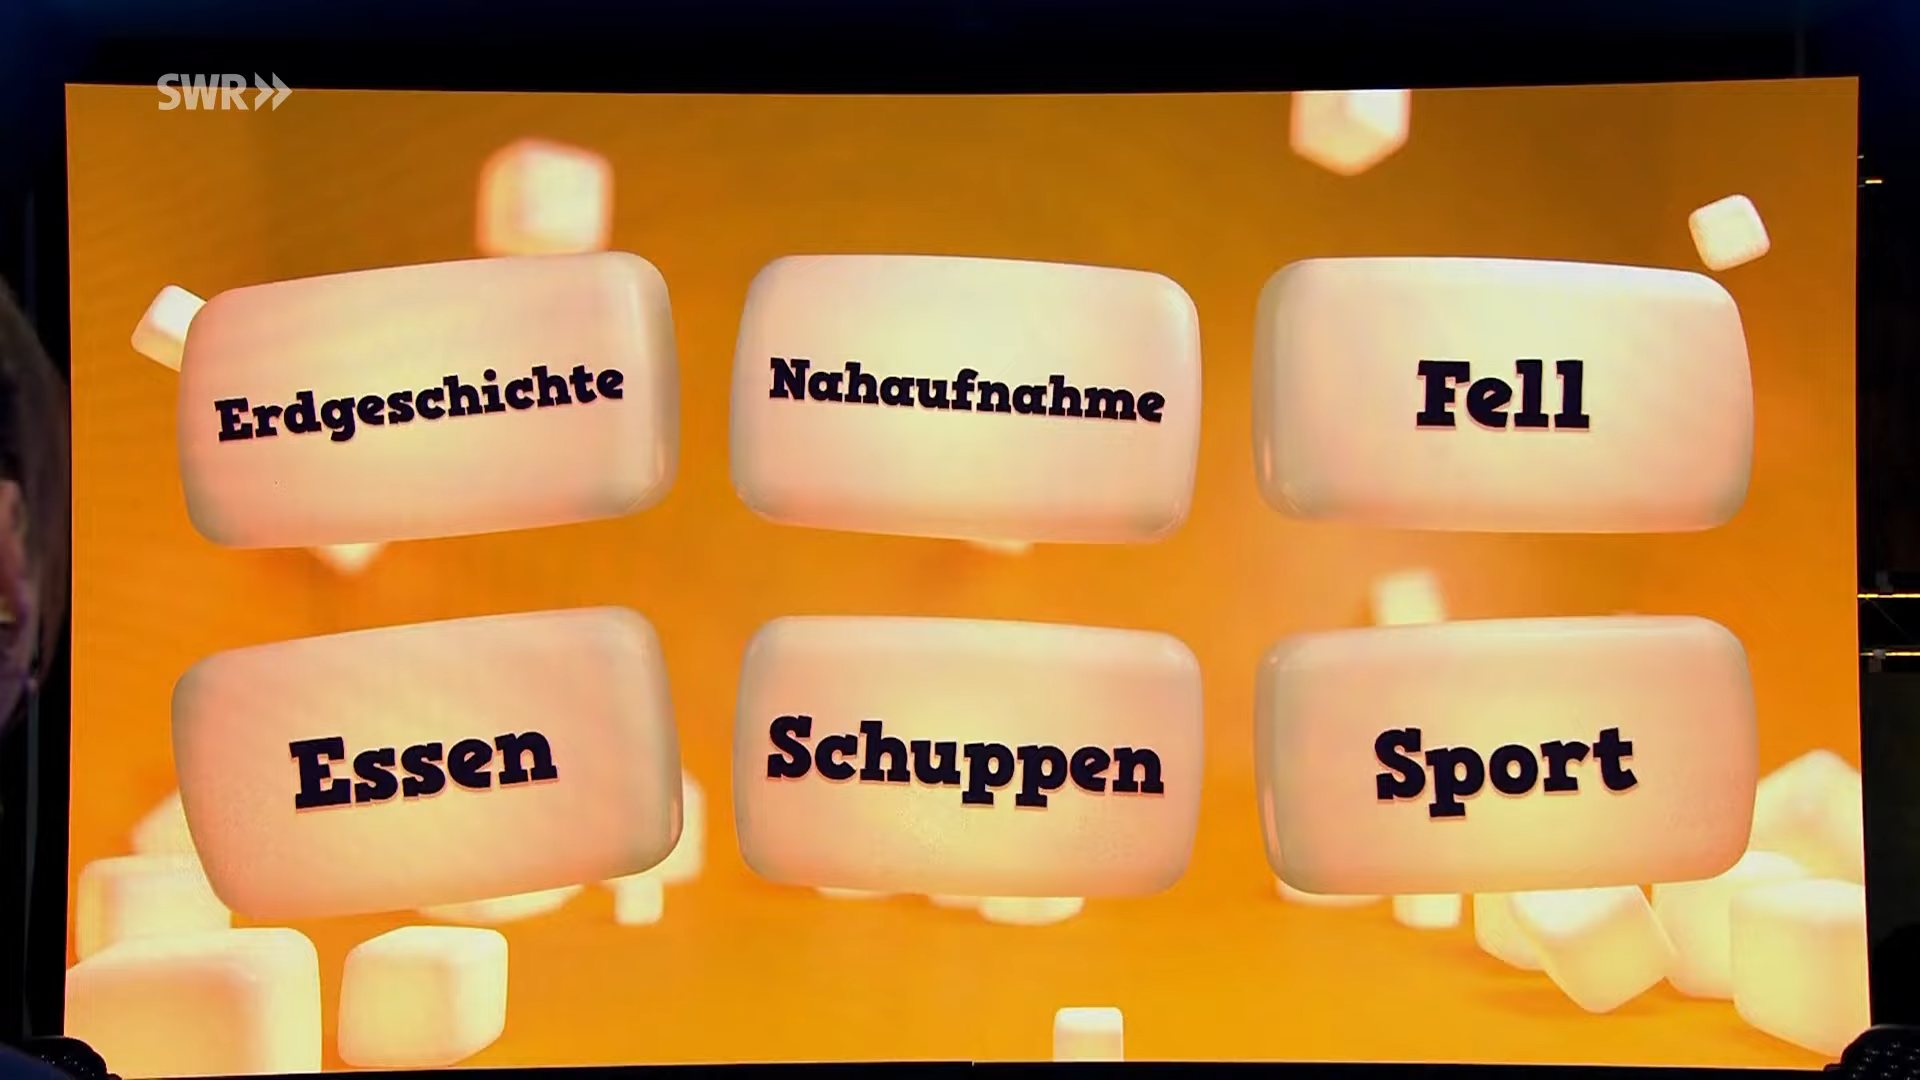 SWR
Erdgeschichte
Nahaufnahme
Fell
Essen
Schuppen
Sport